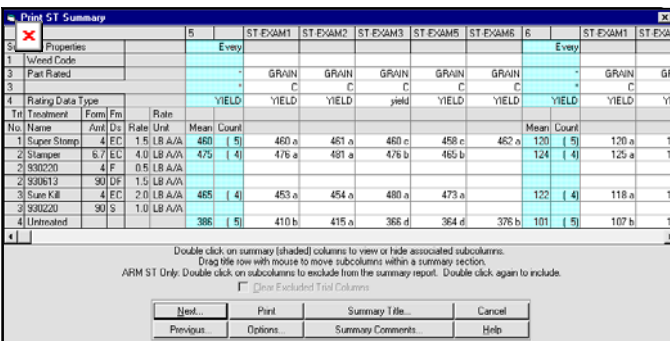 Print ST Summary
5 ST-EXAM1 ST-EXAM2 ST-EXAM3 ST-EXAM5 ST-EXAM6 6 ST-EXAM1 ST-EXA
Properties Every Every
1 Weed Code
3 Part Rated * GRAIN GRAIN GRAIN GRAIN GRAIN * GRAIN
3 C C C C C C
4 Rating Data Type YIELD YIELD YIELD yield YIELD YIELD YIELD YIELD
Trt Treatment Form Fm Rate
No. Name Amt Ds Rate Unit Mean Count Mean Count
1 Super Stomp 4 EC 1.5 LB A/A 460 ( 5) 460 a 461 a 460 c 458 c 462 a 120 ( 5) 120 a
2 Stamper 6.7 EC 4.0 LB A/A 475 ( 4) 476 a 481 a 476 b 465 b 124 ( 4) 125 a
2 930220 4 F 0.5 LB A/A
2 930613 90 DF 1.5 LB A/A
3 Sure Kill 4 EC 2.0 LB A/A 465 ( 4) 453 a 454 a 480 a 473 a 122 ( 4) 118 a
3 930220 90 S 1.0 LB A/A
4 Untreated 386 ( 5) 410 b 415 a 366 d 364 d 376 b 101 ( 5) 107 b
Double click on summary (shaded) columns to view or hide associated subcolumns.
Drag title row with mouse to move subcolumns within a summary section.
ARM ST Only: Double click on subcolumns to exclude from the summary report. Double click again to include.
Clear Excluded Trial Columns
Next... Print Summary Title... Cancel
Previous... Options... Summary Comments... Help